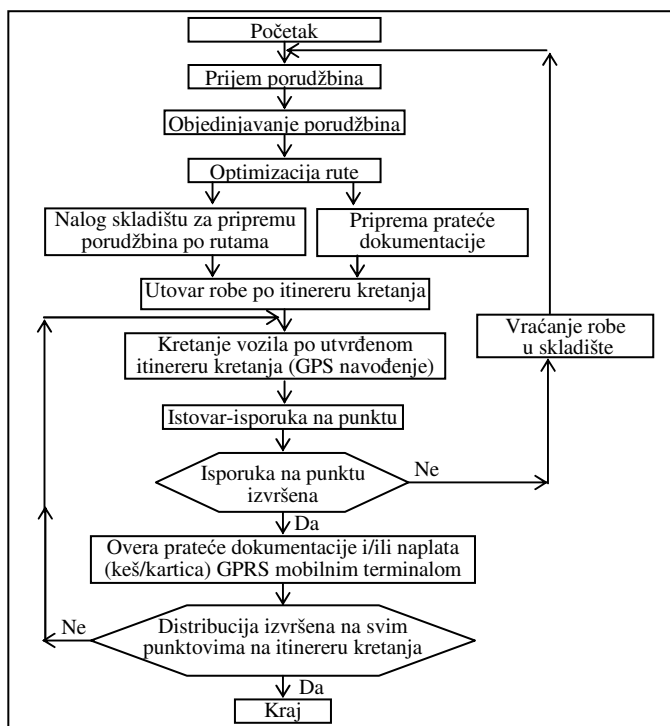 Početak
Prijem porudžbina
Objedinjavanje porudžbina
Optimizacija rute
Nalog skladištu za pripremu
porudžbina po rutama
Priprema prateće
dokumentacije
Utovar robe po itinereru kretanja
Kretanje vozila po utvrđenom
itinereru kretanja (GPS navođenje)
Vraćanje robe
u skladište
Istovar-isporuka na punktu
Isporuka na punktu
izvršena
Ne
Da
Overa prateće dokumentacije i/ili naplata
(keš/kartica) GPRS mobilnim terminalom
Ne
Distribucija izvršena na svim
punktovima na itinereru kretanja
Da
Kraj